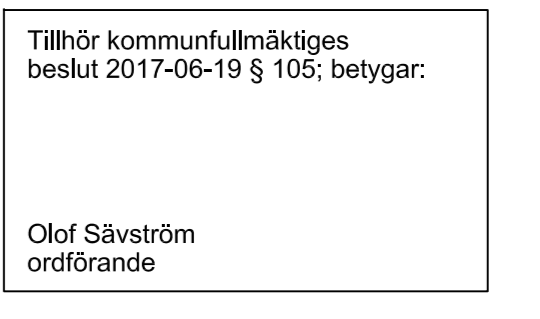 Tillhör kommunfullmäktiges
beslut 2017-06-19 § 105; betygar:
Olof Sävström
ordförande